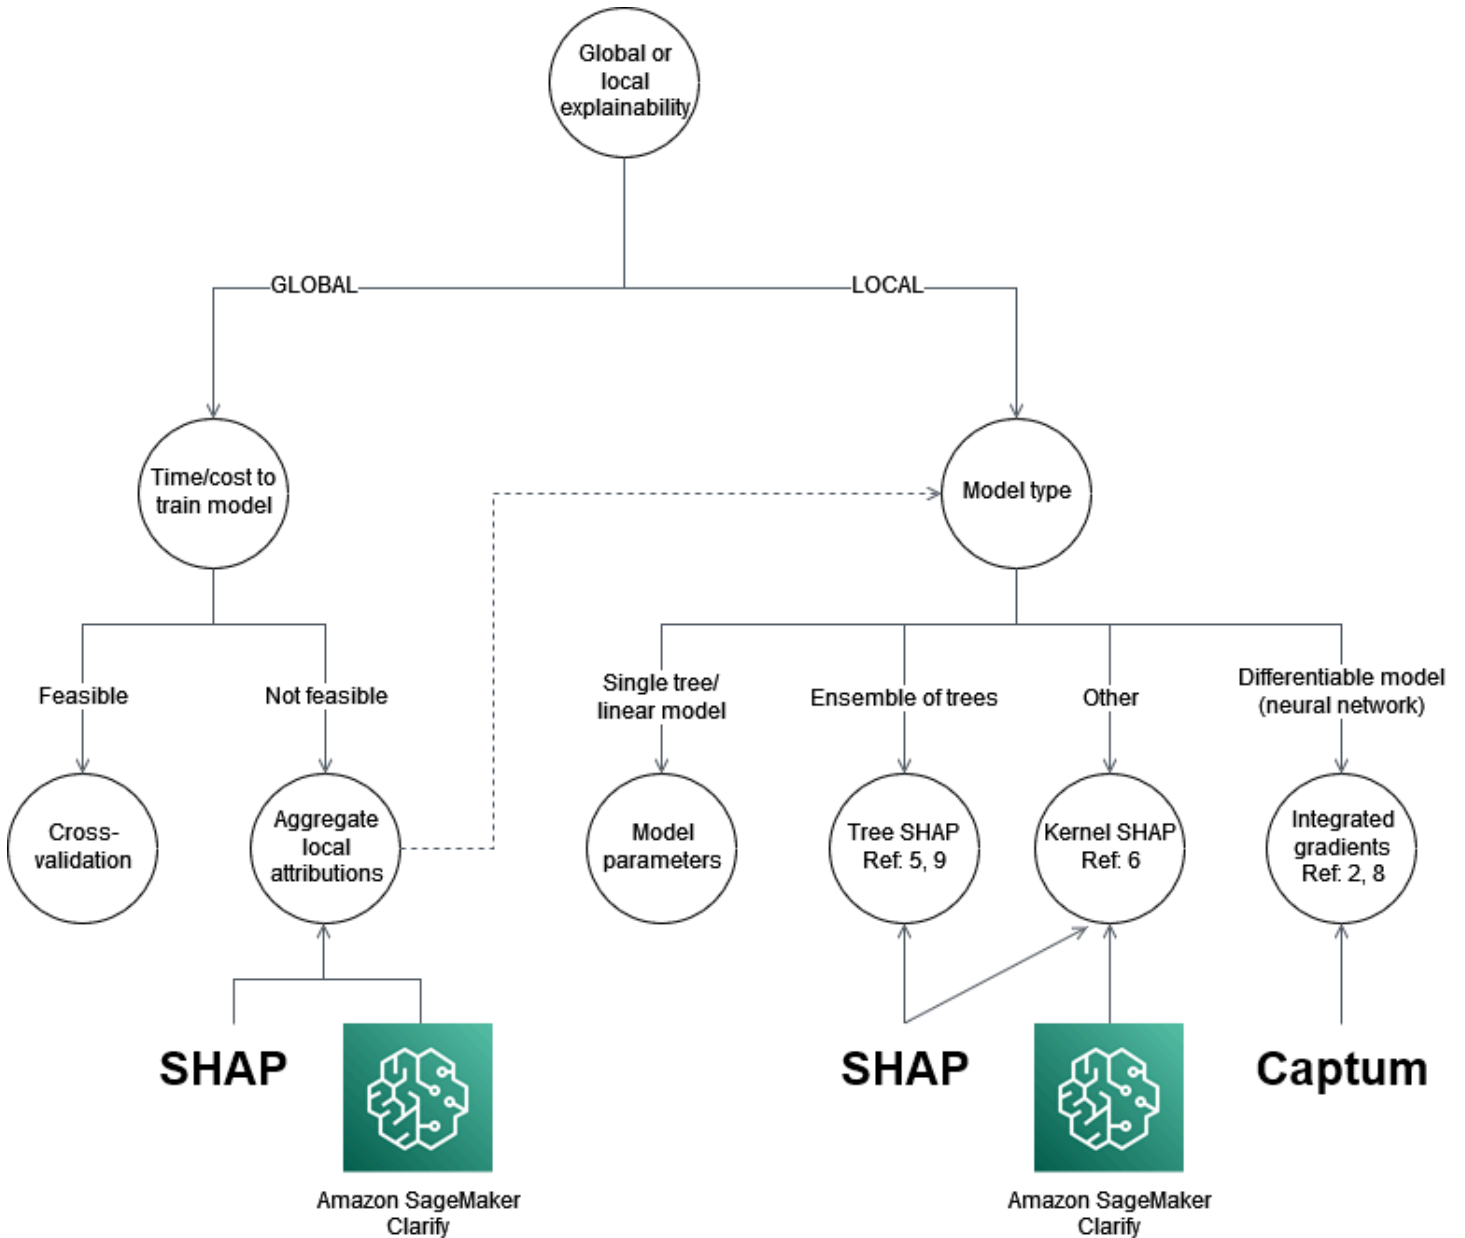 Global or
local
explainability
GLOBAL
LOCAL
Time/cost to
train model
Model type
Feasible
Not feasible
Single tree/
linear model
Ensemble of trees
Other
Differentiable model
(neural network)
Cross-
validation
Aggregate
local
attributions
Model
parameters
Tree SHAP
Ref: 5, 9
Kernel SHAP
Ref: 6
Integrated
gradients
Ref: 2, 8
SHAP
Amazon SageMaker
Clarify
SHAP
Amazon SageMaker
Clarify
Captum